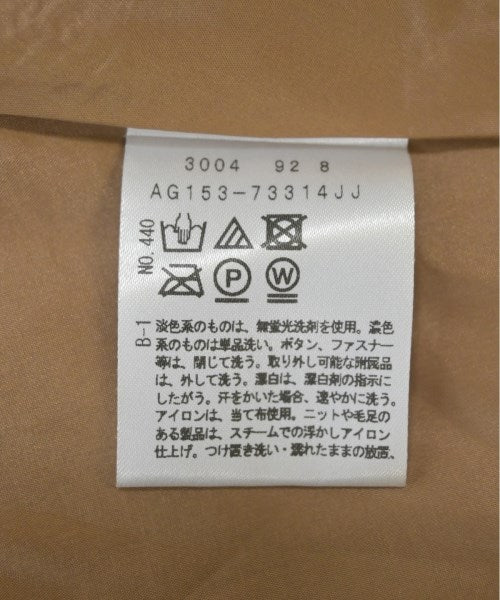 3004 92 8
AG153-73314JJ
NO. 440
P
W
B-1
淡色系のものは、無蛍光洗剤を使用。濃色
系のものは単品洗い。ボタン、ファスナー
等は、閉じて洗う。取り外し可能な附属品
は、外して洗う。漂白は、漂白剤の指示に
したがう。汗をかいた場合、速やかに洗う。
アイロンは、当て布使用。ニットや毛足の
ある製品は、スチームでの浮かしアイロン
仕上げ。つけ置き洗い・濡れたままの放置、